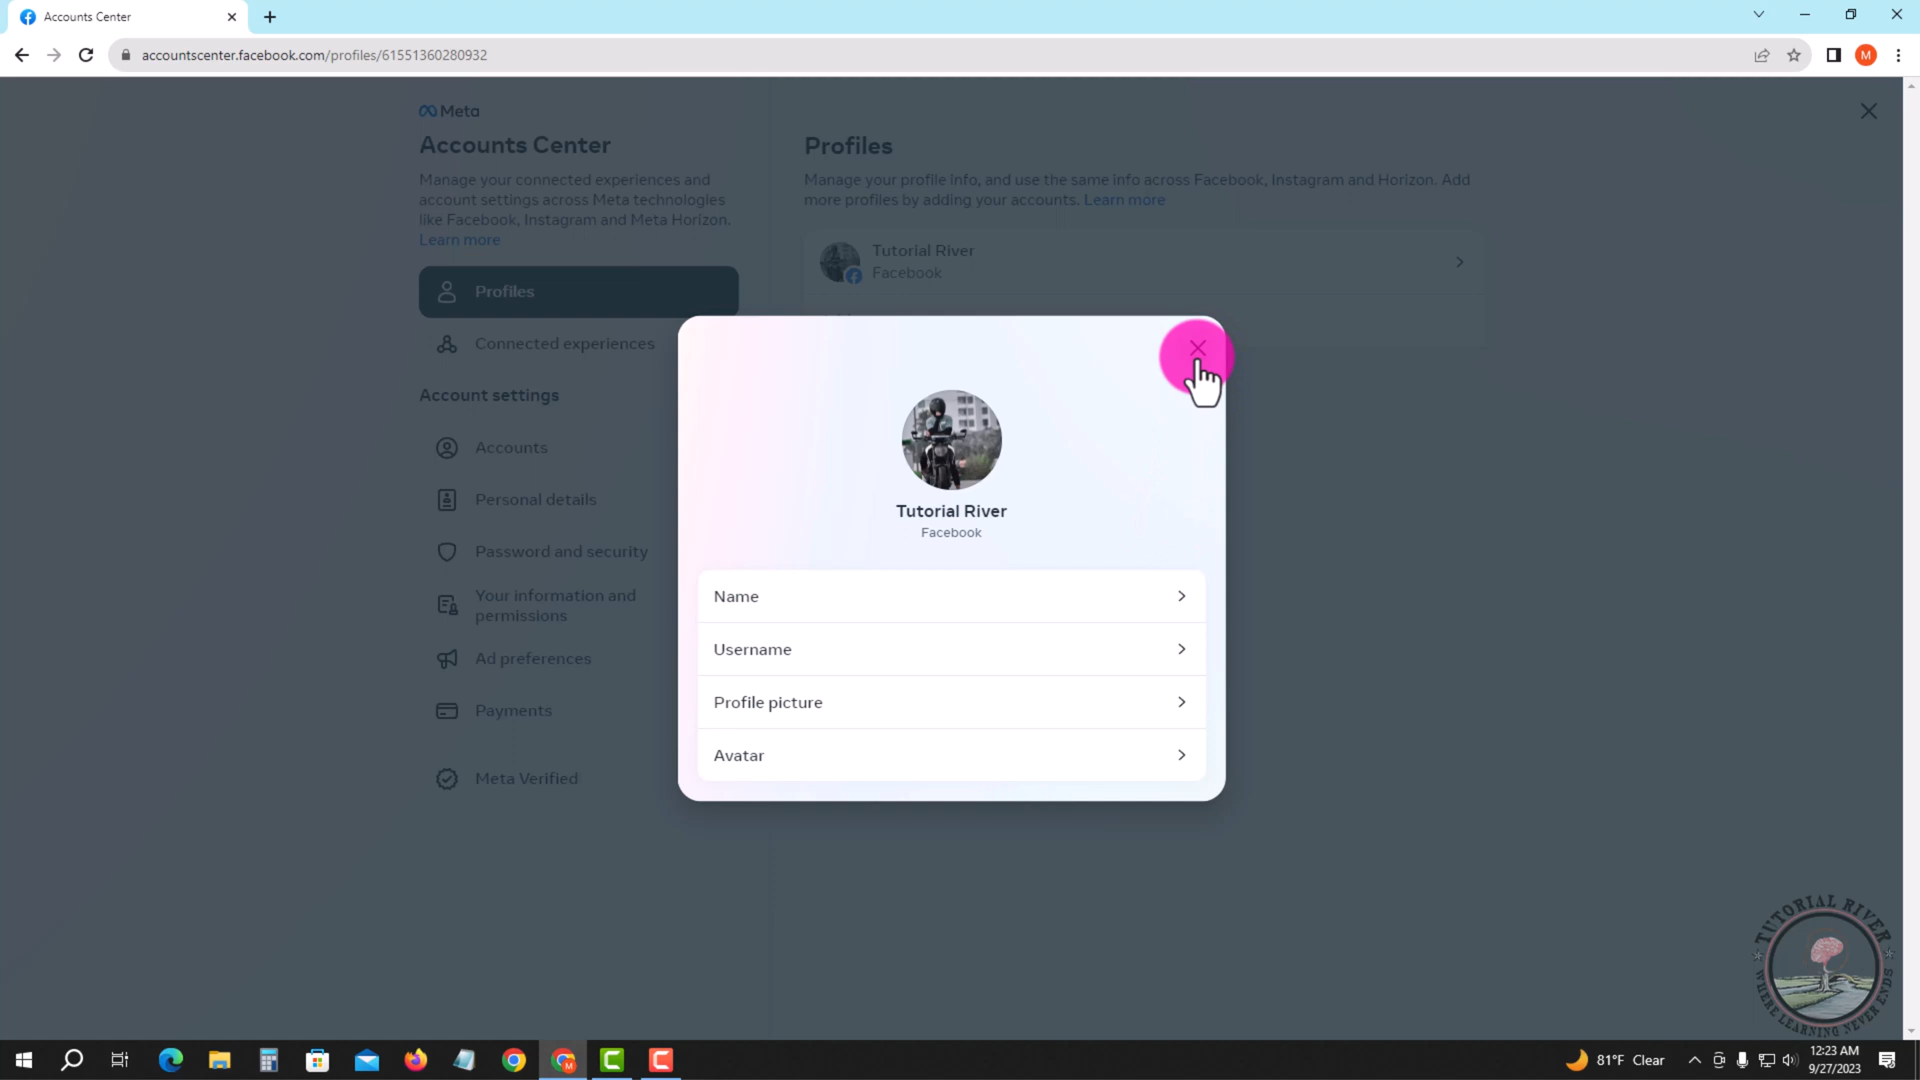 Accounts Center
accountscenter.facebook.com/profiles/61551360280932
M
Meta
Accounts Center
Manage your connected experiences and
account settings across Meta technologies
like Facebook, Instagram and Meta Horizon.
Learn more
Profiles
Connected experiences
Account settings
Accounts
Personal details
Password and security
Your information and
permissions
Ad preferences
Payments
Meta Verified
Profiles
Manage your profile info, and use the same info across Facebook, Instagram and Horizon. Add
more profiles by adding your accounts. Learn more
Tutorial River
Facebook
Tutorial River
Facebook
Name
Username
Profile picture
Avatar
TUTORIAL RIVER
WHERE LEARNING NEVER ENDS
81°F Clear
12:23 AM
9/27/2023